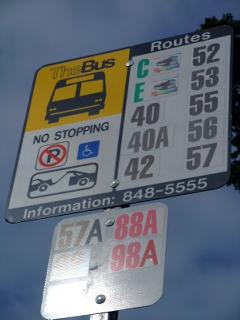 TheBus
Routes
C 52
E 53
40 55
40A 56
42 57
NO STOPPING
P
Information: 848-5555
57A 88A
98A